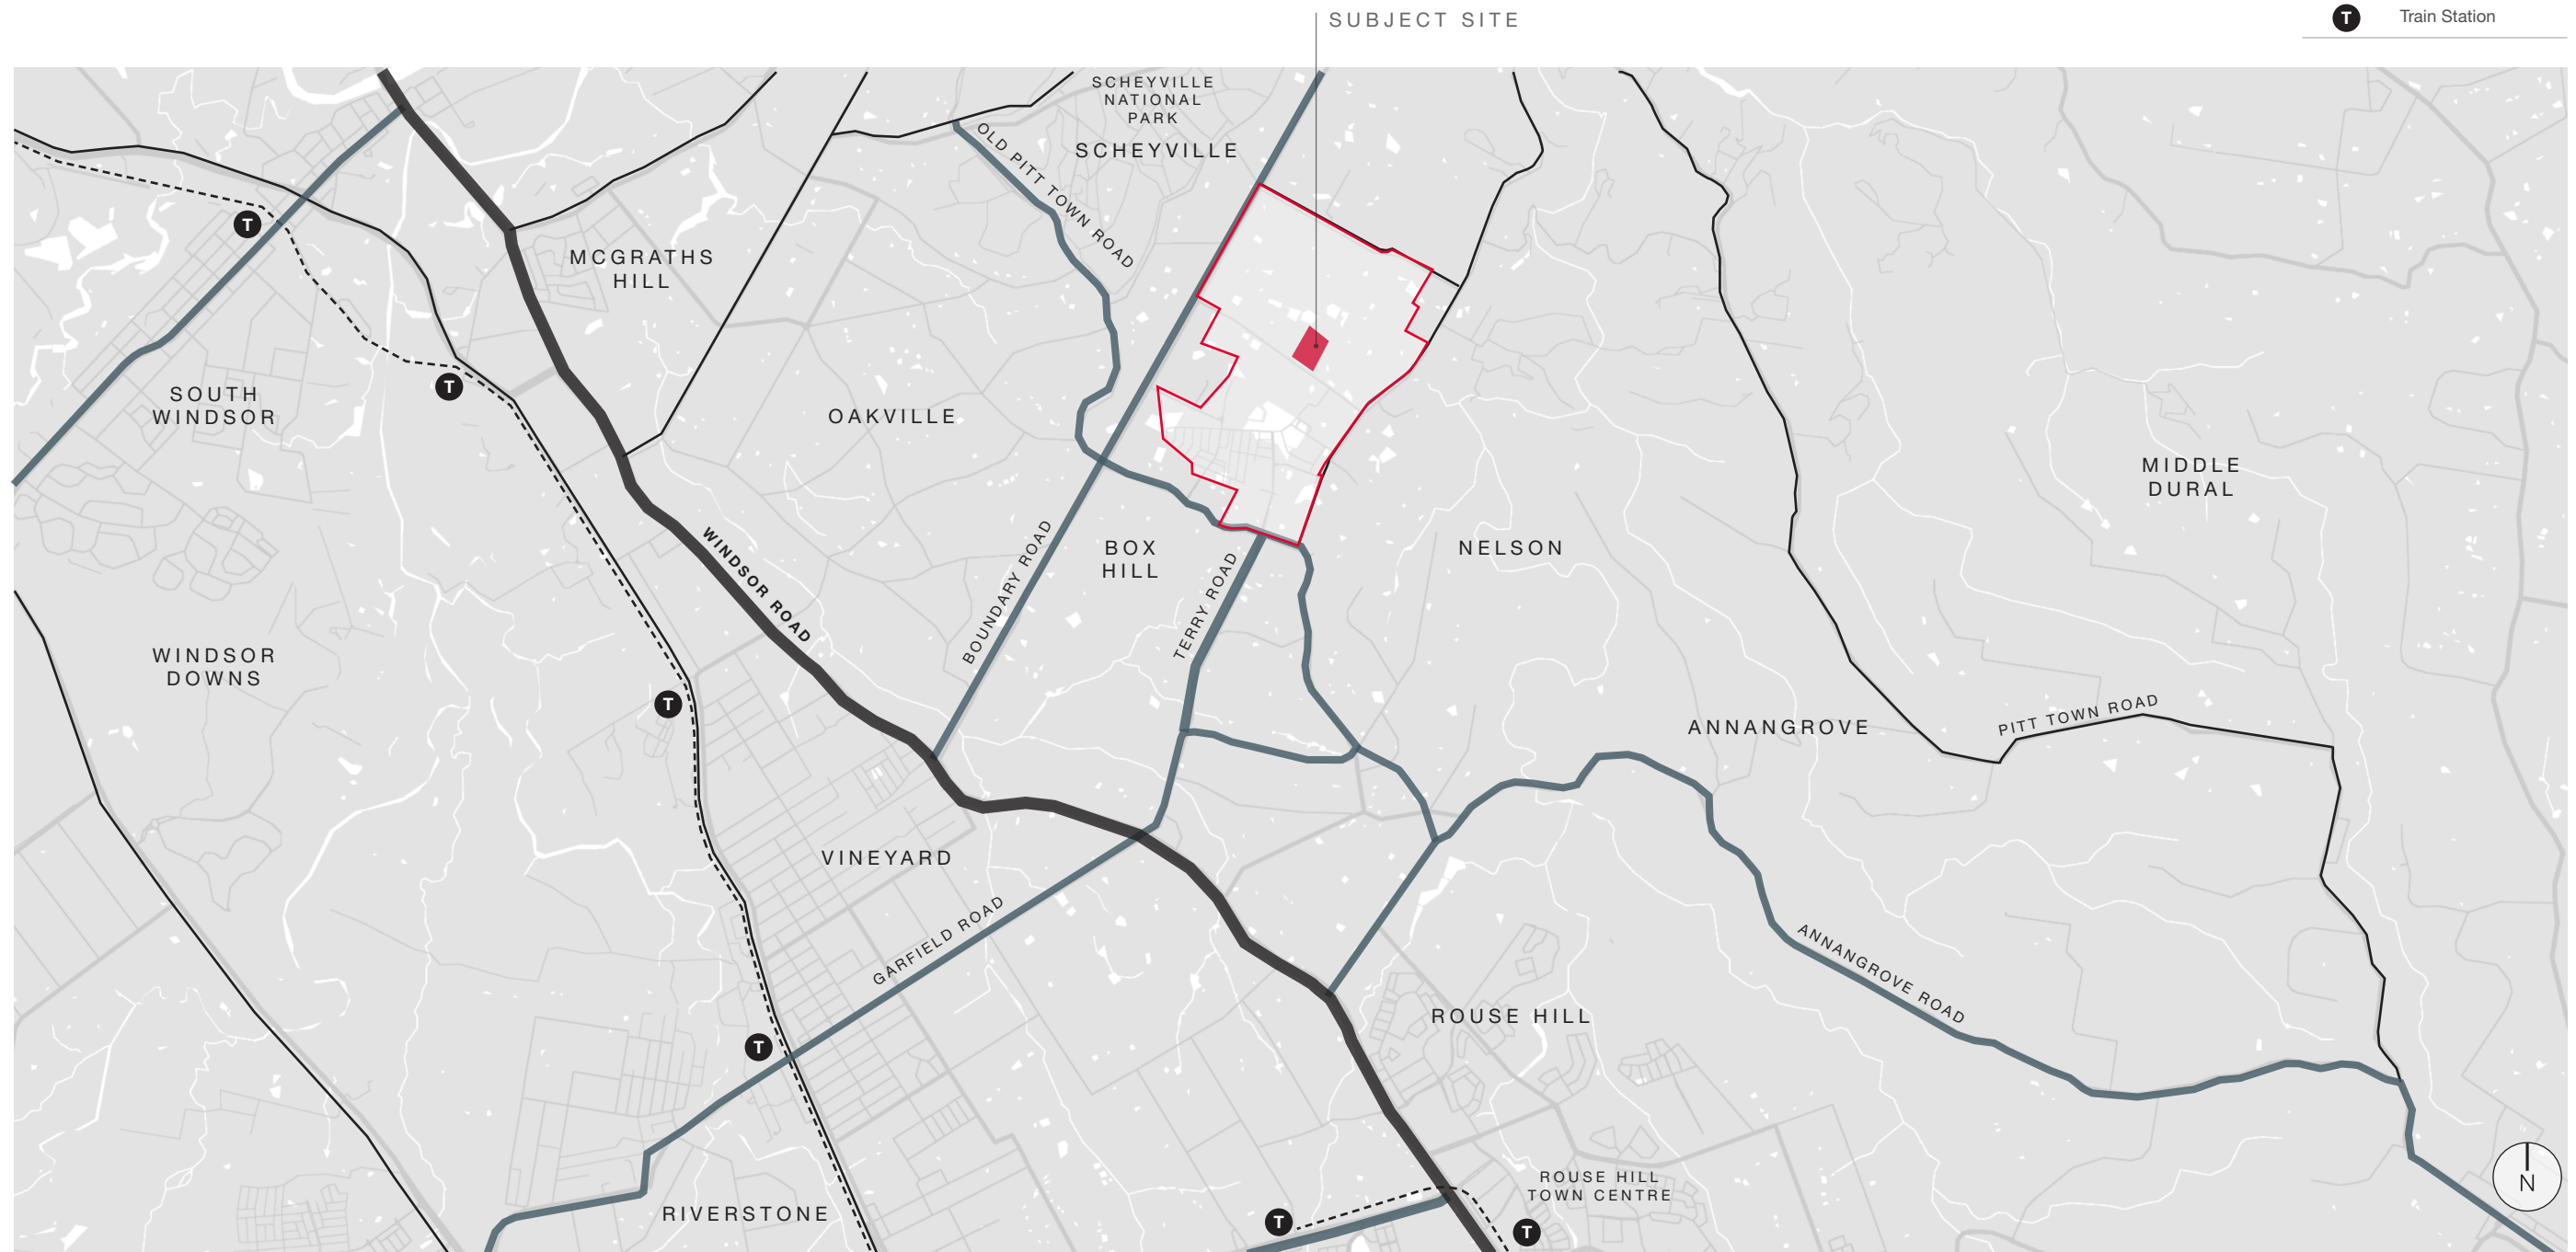 SUBJECT SITE
T Train Station
SCHEYVILLE
NATIONAL
PARK
SCHEYVILLE
OLD PITT TOWN ROAD
T
MCGRATHS
HILL
T
SOUTH
WINDSOR
OAKVILLE
MIDDLE
DURAL
WINDSOR ROAD
BOUNDARY ROAD
BOX
HILL
TERRY ROAD
NELSON
WINDSOR
DOWNS
T
ANNANGROVE
PITT TOWN ROAD
VINEYARD
GARFIELD ROAD
ANNANGROVE ROAD
ROUSE HILL
T
ROUSE HILL
TOWN CENTRE
N
RIVERSTONE
T
T